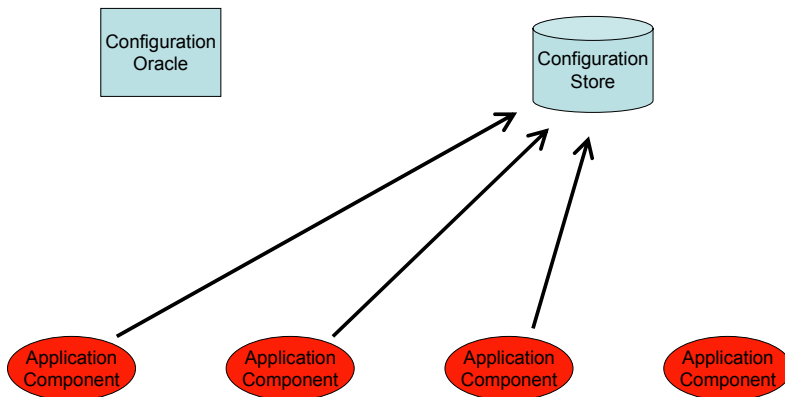 Configuration
Oracle
Configuration
Store
Application
Component
Application
Component
Application
Component
Application
Component